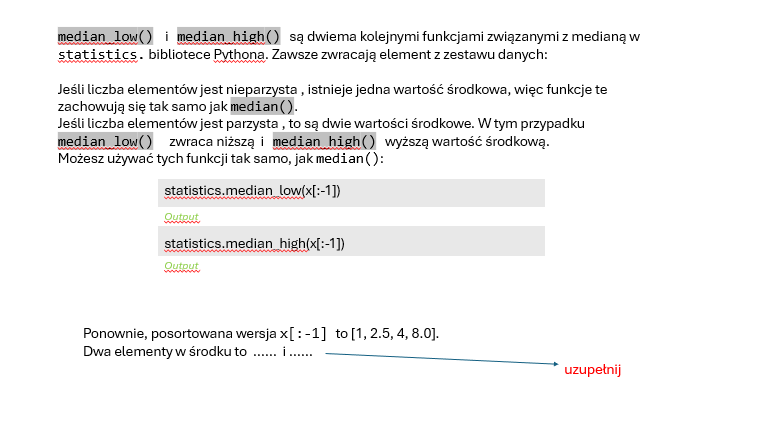 median_low() i median_high() są dwiema kolejnymi funkcjami związanymi z medianą w
statistics. bibliotece Pythona. Zawsze zwracają element z zestawu danych:
Jeśli liczba elementów jest nieparzysta , istnieje jedna wartość środkowa, więc funkcje te
zachowują się tak samo jak median().
Jeśli liczba elementów jest parzysta , to są dwie wartości środkowe. W tym przypadku
median_low() zwraca niższą i median_high() wyższą wartość środkową.
Możesz używać tych funkcji tak samo, jak median():
statistics.median_low(x[:-1])
Output
statistics.median_high(x[:-1])
Output
Ponownie, posortowana wersja x[:-1] to [1, 2.5, 4, 8.0].
Dwa elementy w środku to ...... i ......
uzupełnij